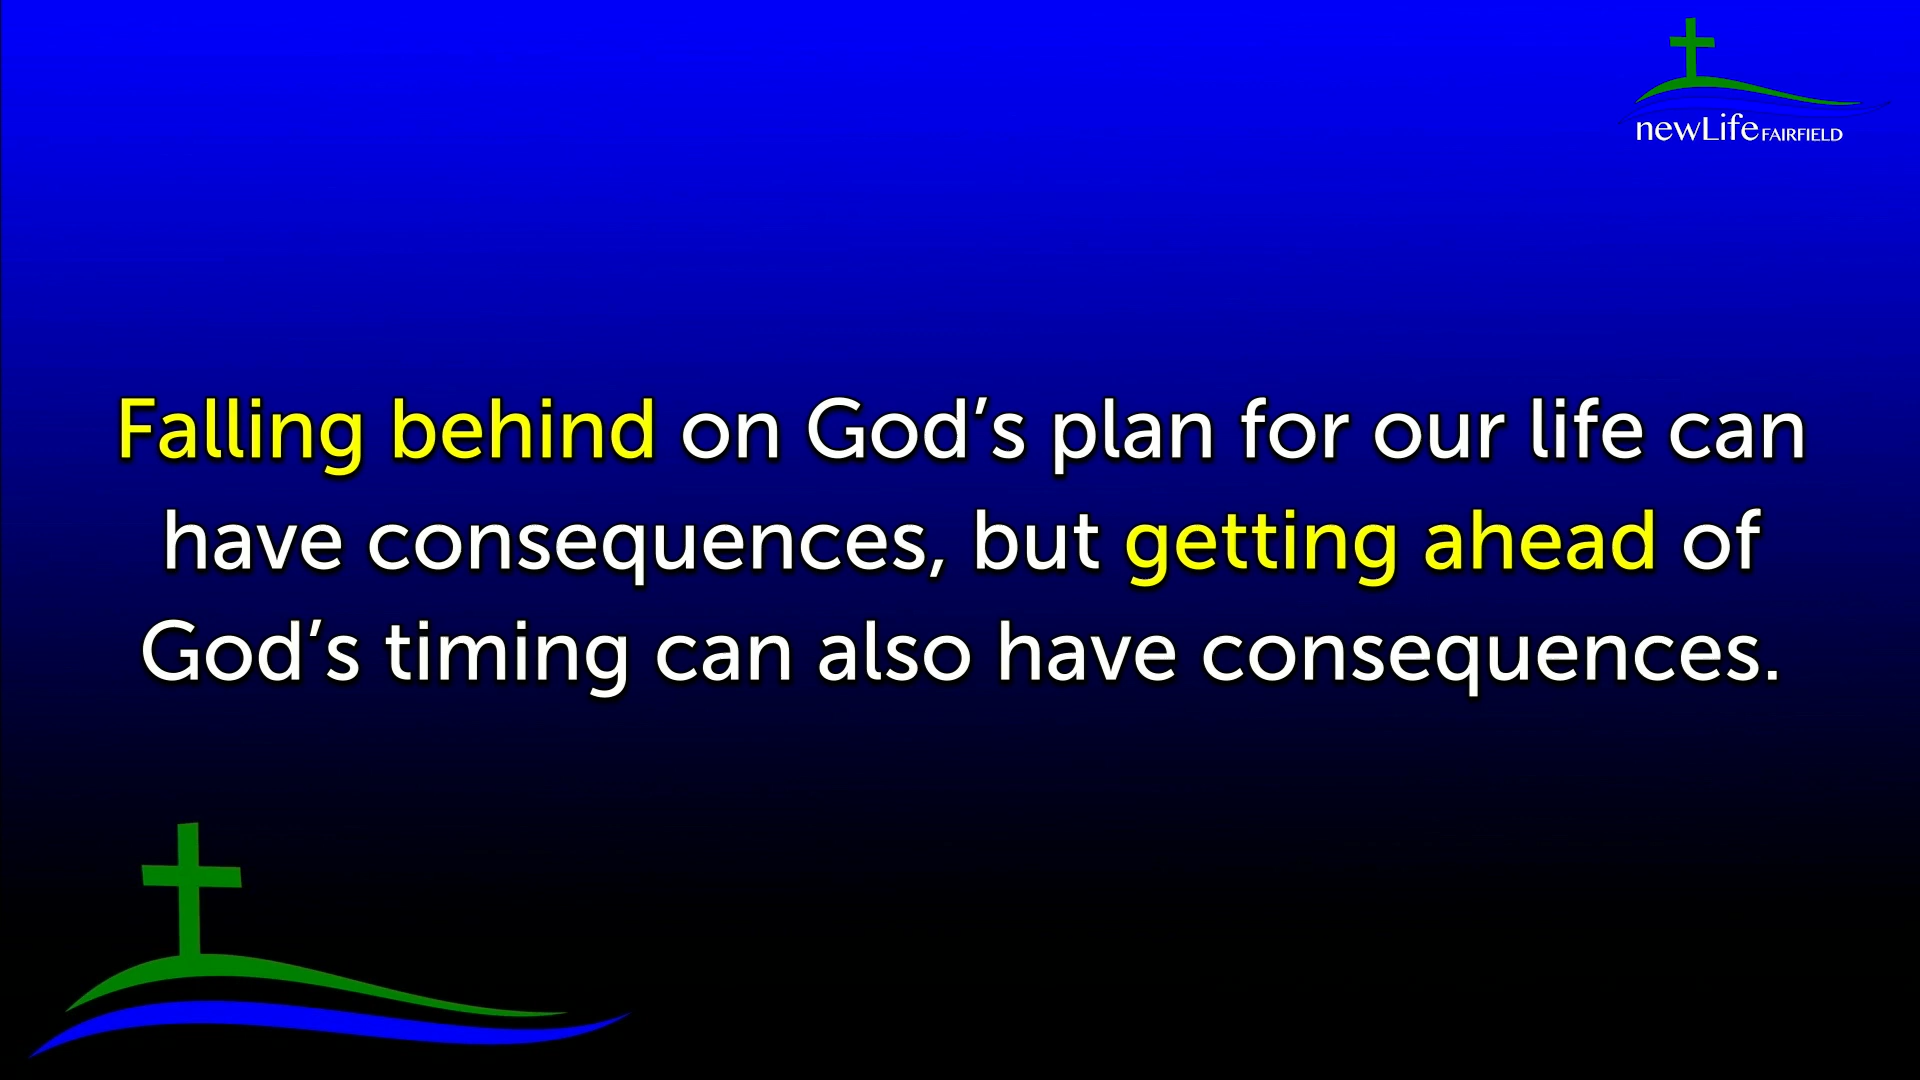 newLife FAIRFIELD
Falling behind on God’s plan for our life can
have consequences, but getting ahead of
God’s timing can also have consequences.